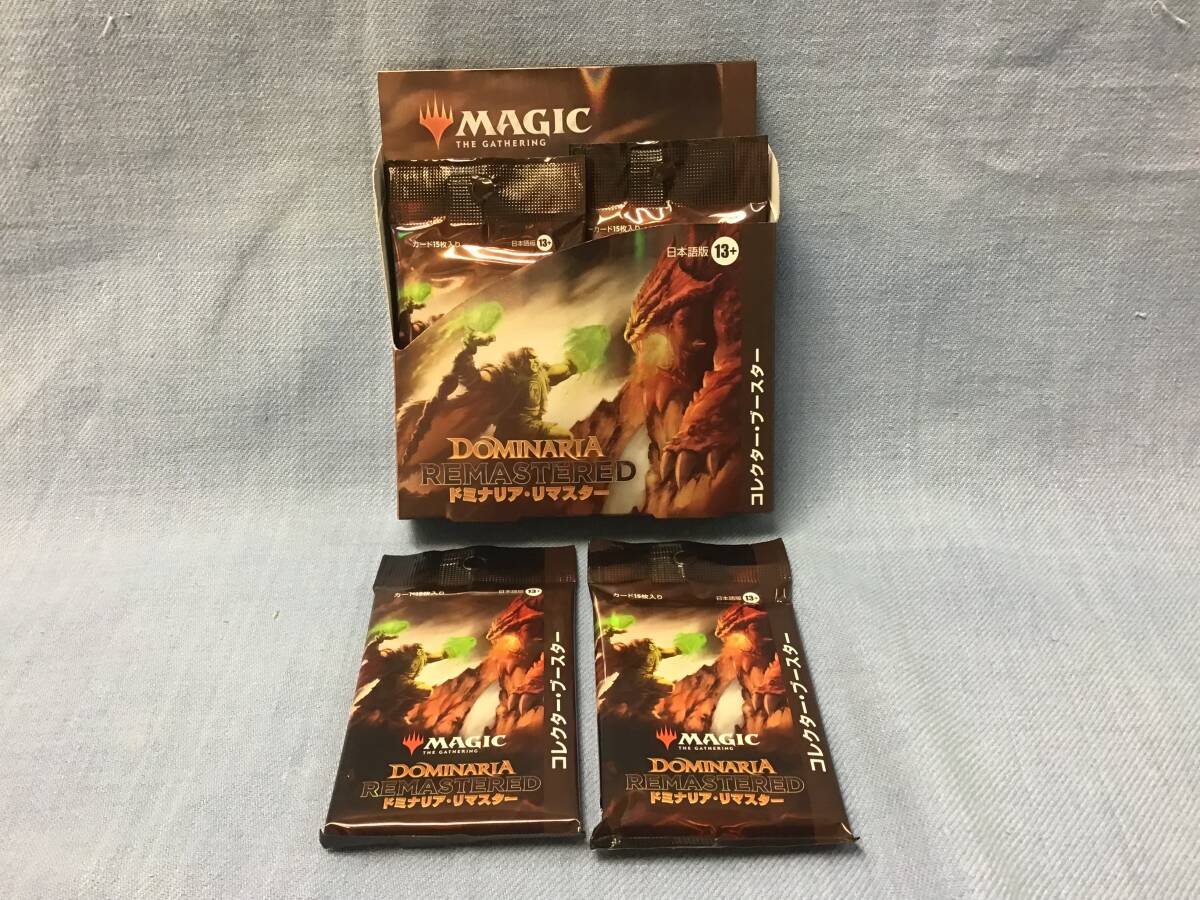 MAGIC
THE GATHERING
カード15枚入り
日本語版 13+
カード15枚入り
日本語版 13+
コレクター・ブースター
DOMINARIA
REMASTERED
ドミナリア・リマスター
カード15枚入り
日本語版 13+
コレクター・ブースター
MAGIC
THE GATHERING
DOMINARIA
REMASTERED
ドミナリア・リマスター
カード15枚入り
日本語版 13+
コレクター・ブースター
MAGIC
THE GATHERING
DOMINARIA
REMASTERED
ドミナリア・リマスター